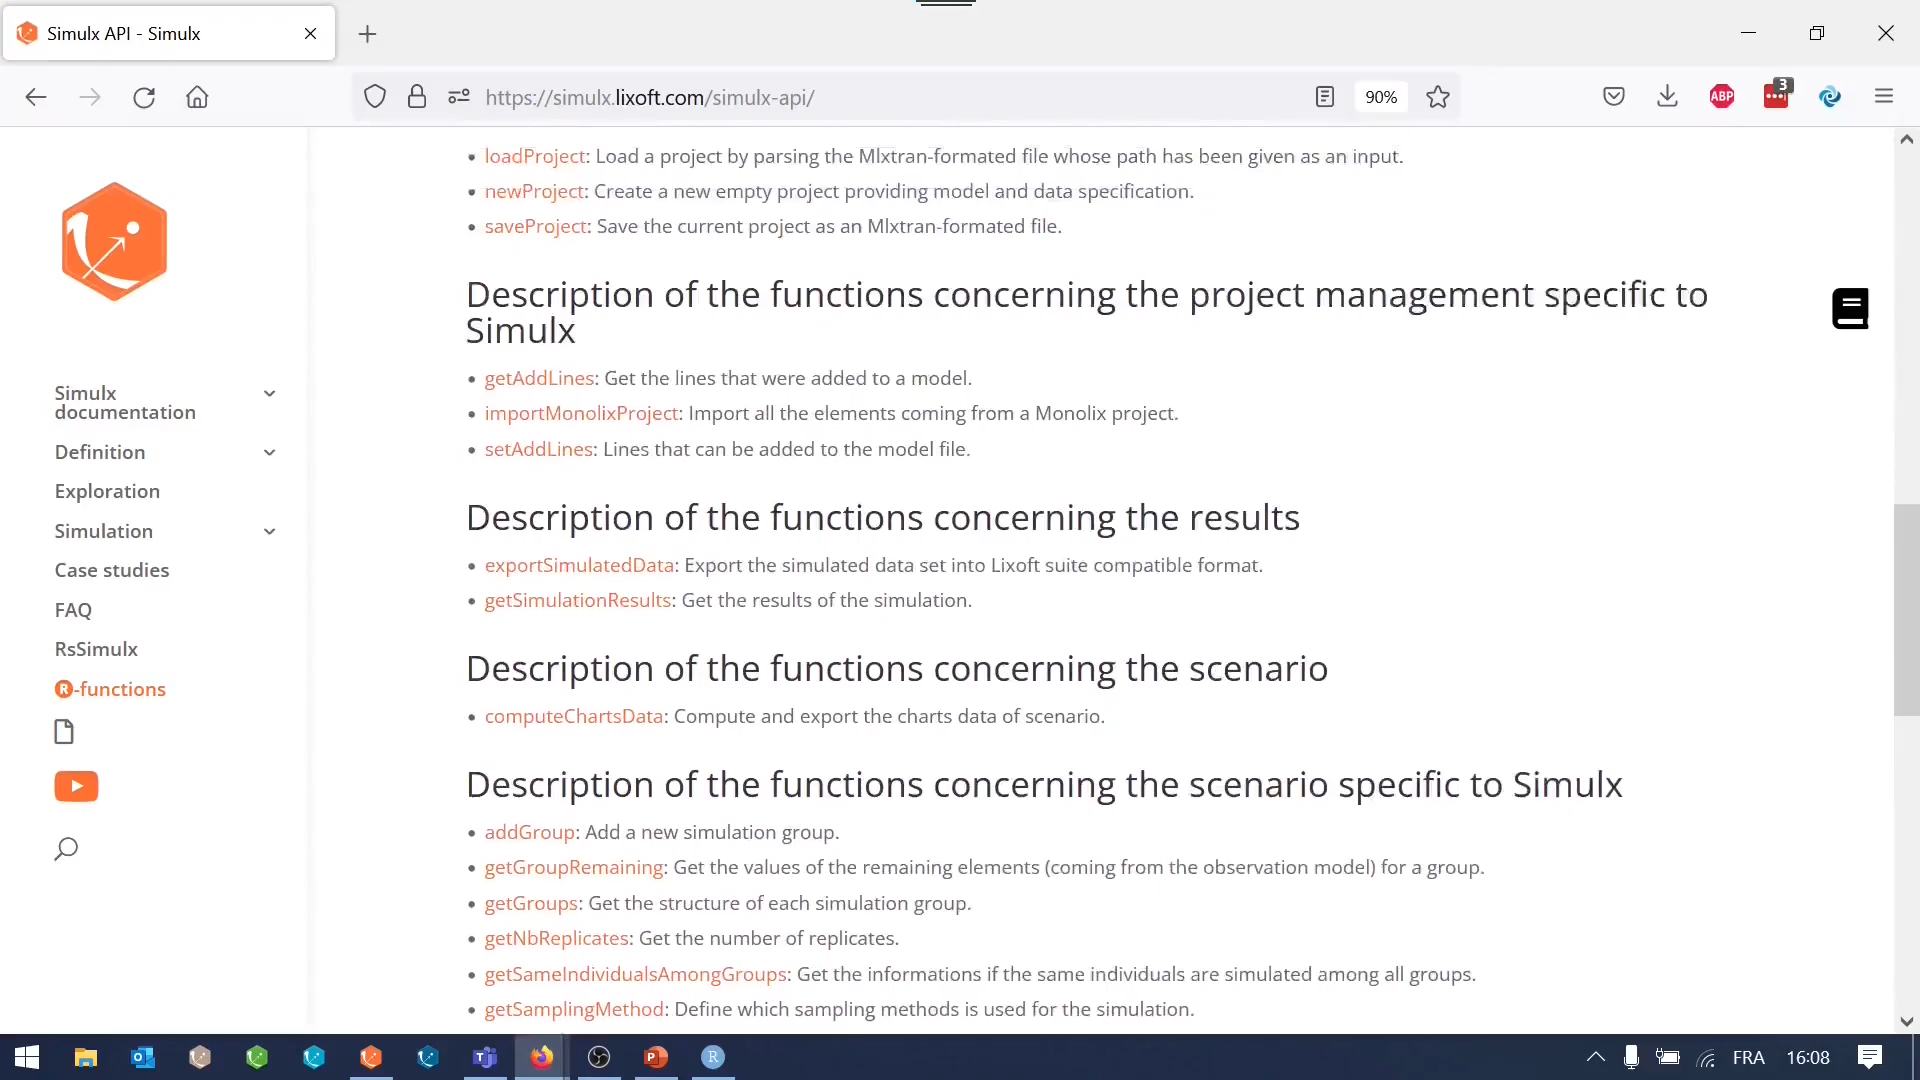 Simulx API - Simulx
https://simulx.lixoft.com/simulx-api/
90%
ABP
3
loadProject: Load a project by parsing the Mlxtran-formated file whose path has been given as an input.
newProject: Create a new empty project providing model and data specification.
saveProject: Save the current project as an Mlxtran-formated file.
Description of the functions concerning the project management specific to
Simulx
getAddLines: Get the lines that were added to a model.
importMonolixProject: Import all the elements coming from a Monolix project.
setAddLines: Lines that can be added to the model file.
Description of the functions concerning the results
exportSimulatedData: Export the simulated data set into Lixoft suite compatible format.
getSimulationResults: Get the results of the simulation.
Description of the functions concerning the scenario
computeChartsData: Compute and export the charts data of scenario.
Description of the functions concerning the scenario specific to Simulx
addGroup: Add a new simulation group.
getGroupRemaining: Get the values of the remaining elements (coming from the observation model) for a group.
getGroups: Get the structure of each simulation group.
getNbReplicates: Get the number of replicates.
getSameIndividualsAmongGroups: Get the informations if the same individuals are simulated among all groups.
getSamplingMethod: Define which sampling methods is used for the simulation.
Simulx
documentation
Definition
Exploration
Simulation
Case studies
FAQ
RsSimulx
R-functions
FRA
16:08